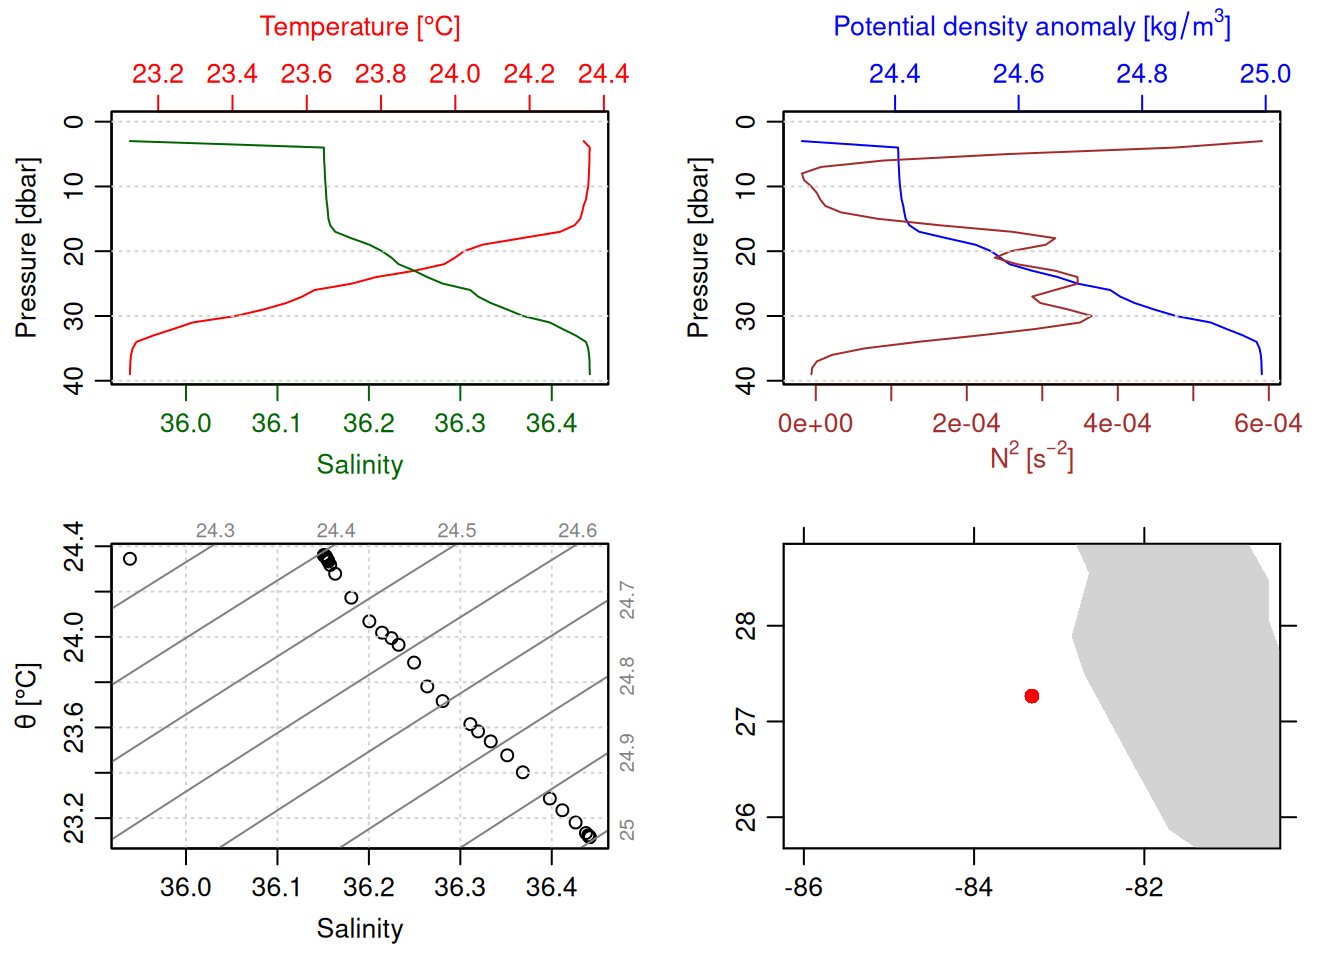 Temperature [°C]
23.2 23.4 23.6 23.8 24.0 24.2 24.4
Pressure [dbar]
0
10
20
30
40
36.0 36.1 36.2 36.3 36.4
Salinity
Potential density anomaly [kg/m³]
24.4 24.6 24.8 25.0
Pressure [dbar]
0
10
20
30
40
0e+00 2e-04 4e-04 6e-04
N² [s⁻²]
24.3 24.4 24.5 24.6
θ [°C]
24.4
24.0
23.6
23.2
24.7
24.8
24.9
25
36.0 36.1 36.2 36.3 36.4
Salinity
28
27
26
-86 -84 -82